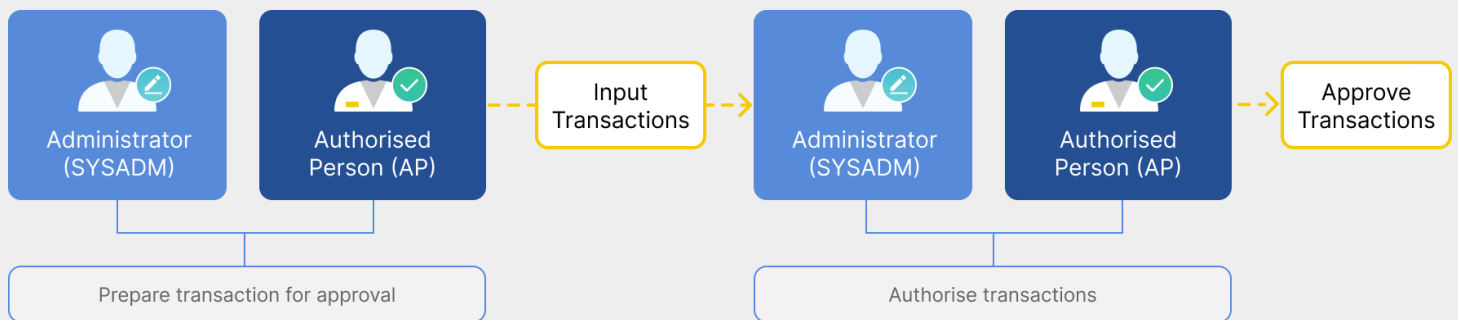 Administrator
(SYSADM)
Authorised
Person (AP)
Input
Transactions
Administrator
(SYSADM)
Authorised
Person (AP)
Approve
Transactions
Prepare transaction for approval
Authorise transactions